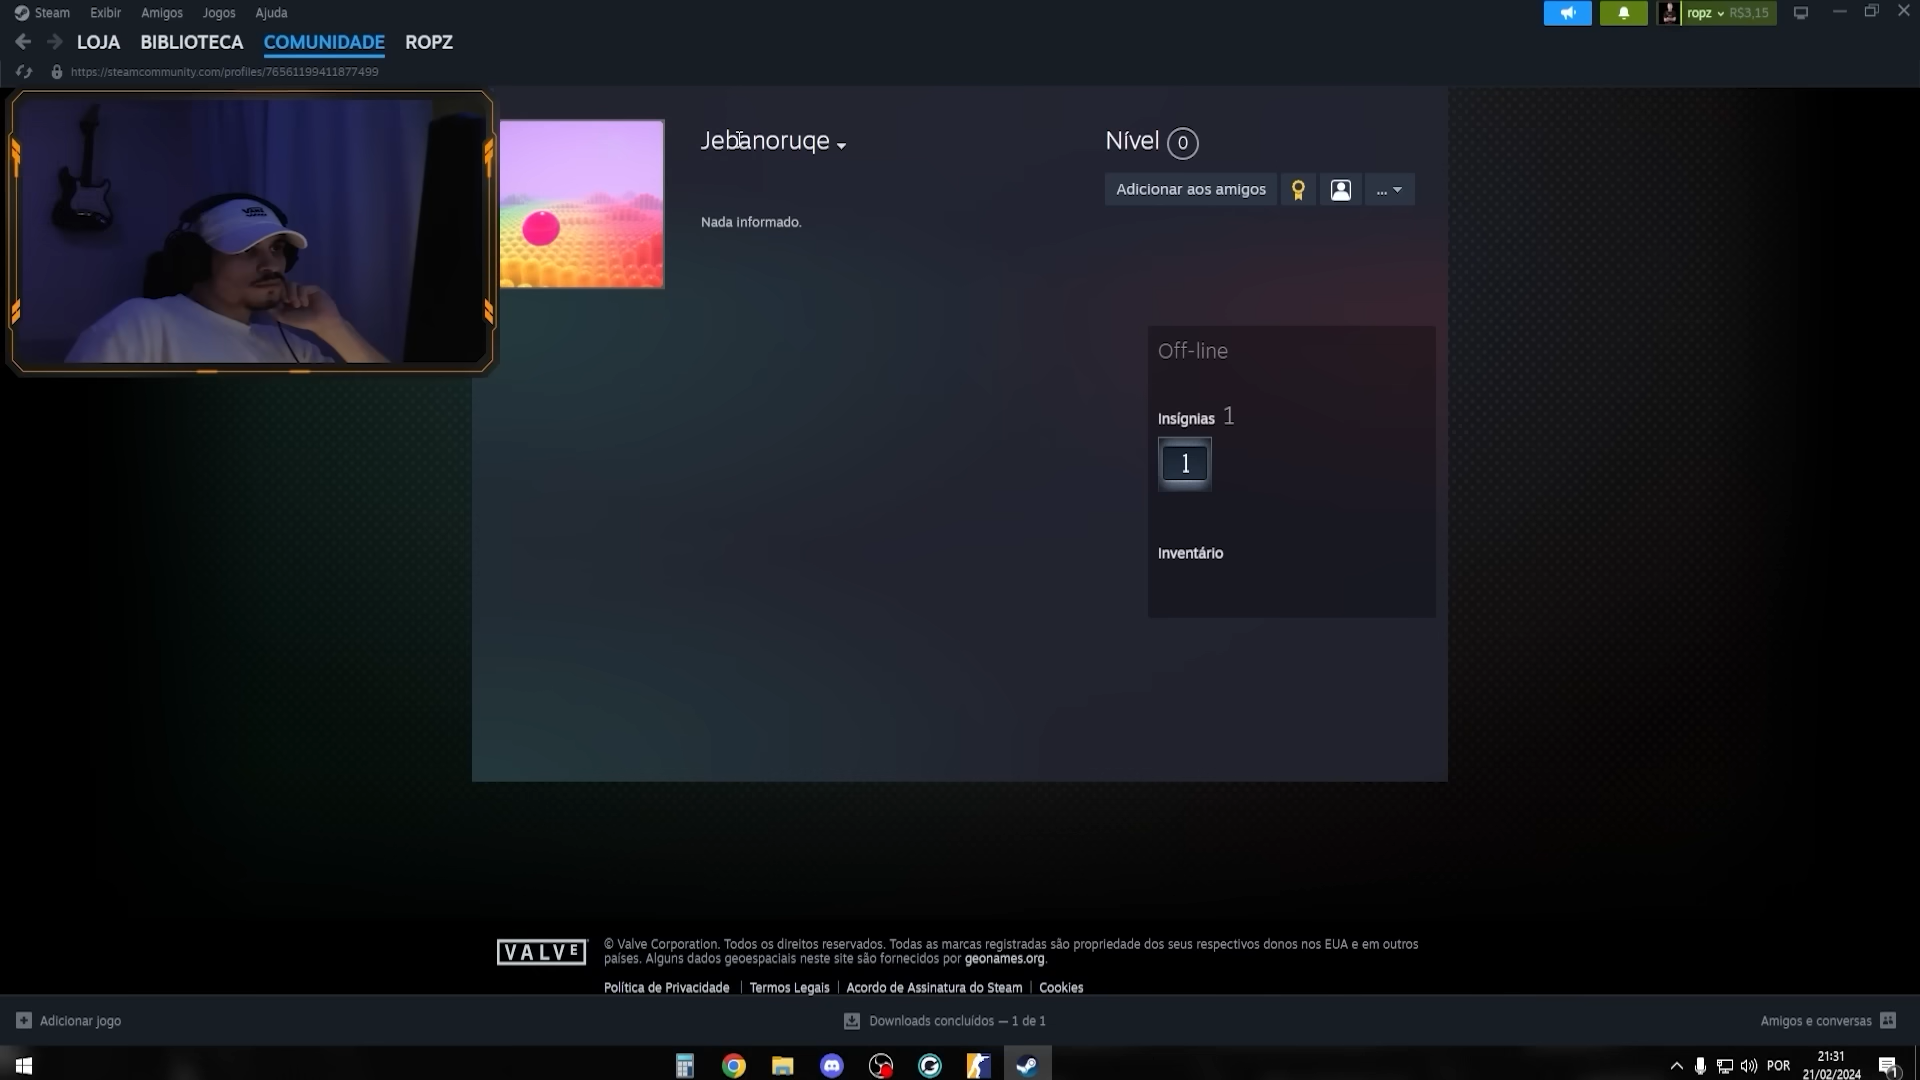 Steam Exibir Amigos Jogos Ajuda
ropz R$3,15
LOJA BIBLIOTECA COMUNIDADE ROPZ
https://steamcommunity.com/profiles/76561199411877499
VANS
Jebanoruqe
Nível 0
Adicionar aos amigos ...
Nada informado.
Off-line
Insígnias 1
1
Inventário
VALVE
© Valve Corporation. Todos os direitos reservados. Todas as marcas registradas são propriedade dos seus respectivos donos nos EUA e em outros
países. Alguns dados geoespaciais neste site são fornecidos por geonames.org.
Política de Privacidade | Termos Legais | Acordo de Assinatura do Steam | Cookies
Adicionar jogo
Downloads concluídos — 1 de 1
Amigos e conversas
POR
21:31
21/02/2024
1